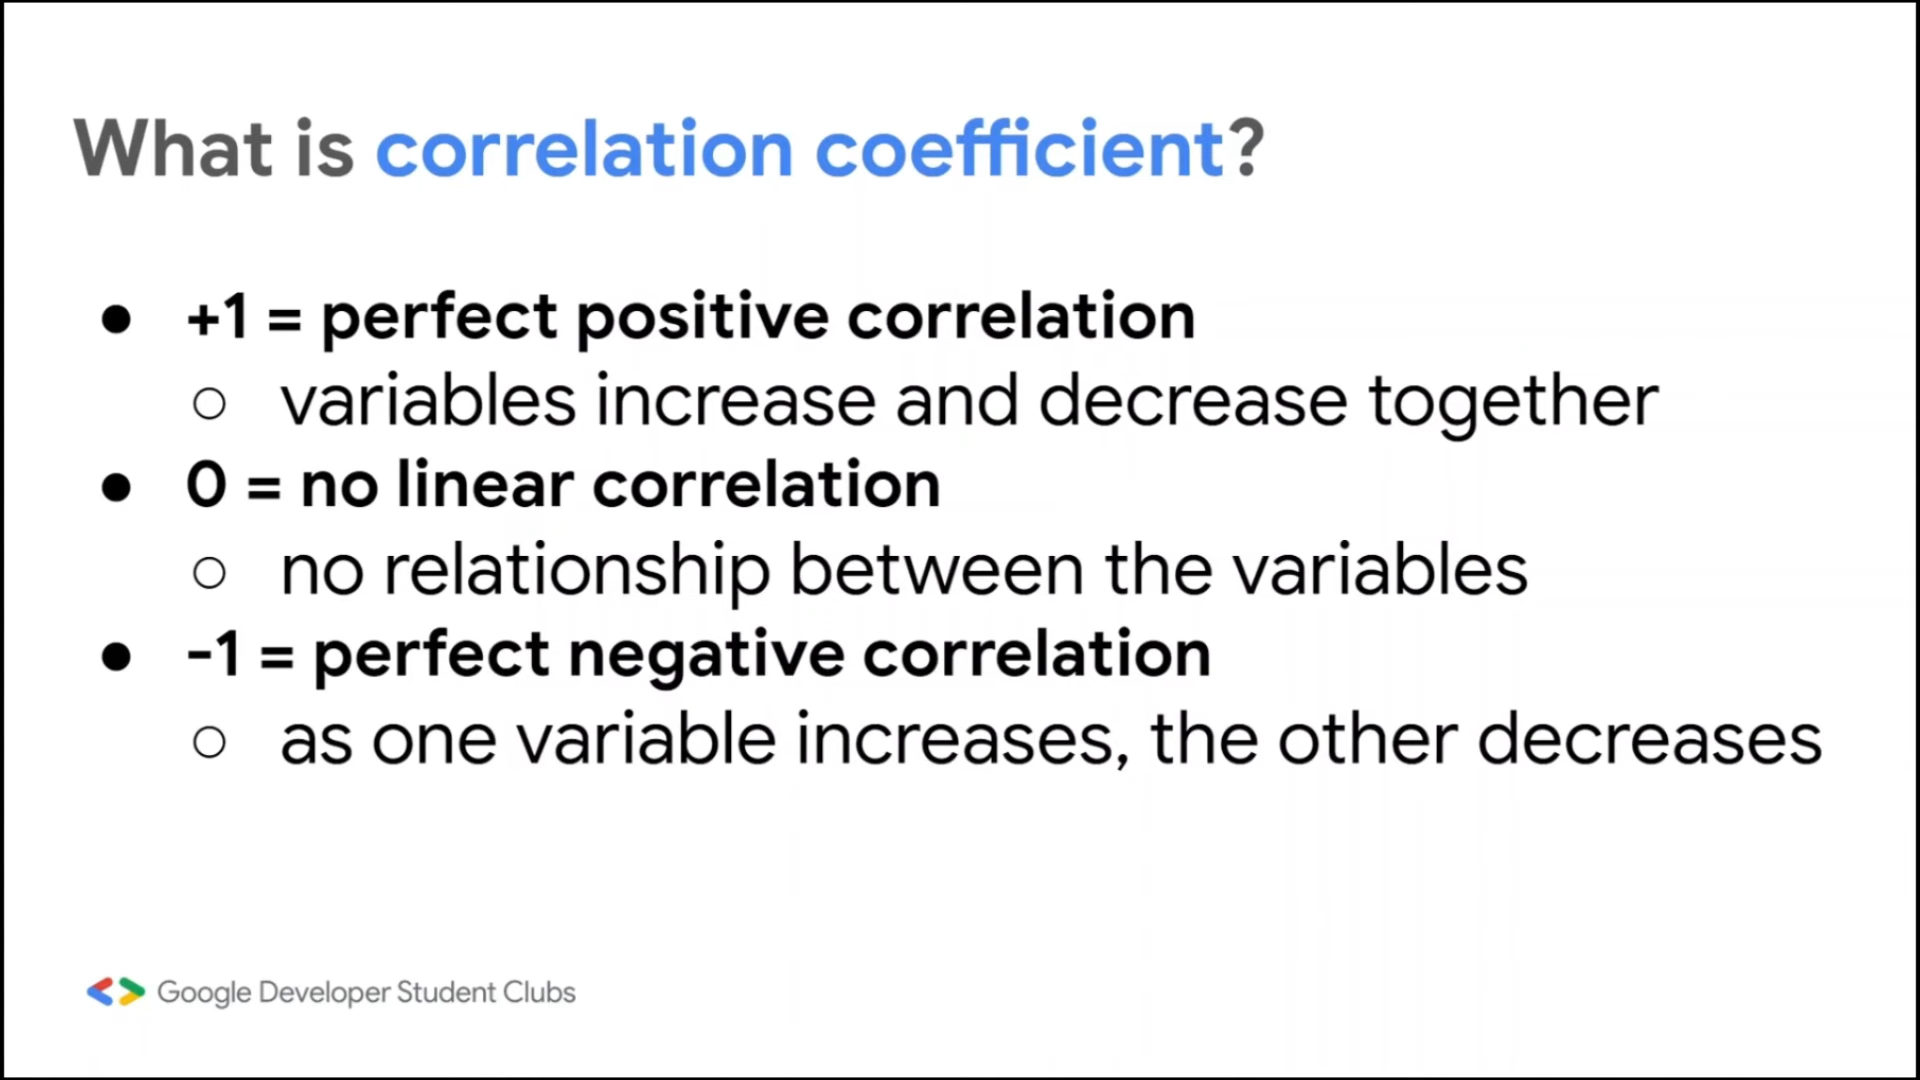 What is correlation coefficient?
● +1 = perfect positive correlation
○ variables increase and decrease together
● 0 = no linear correlation
○ no relationship between the variables
● -1 = perfect negative correlation
○ as one variable increases, the other decreases
Google Developer Student Clubs